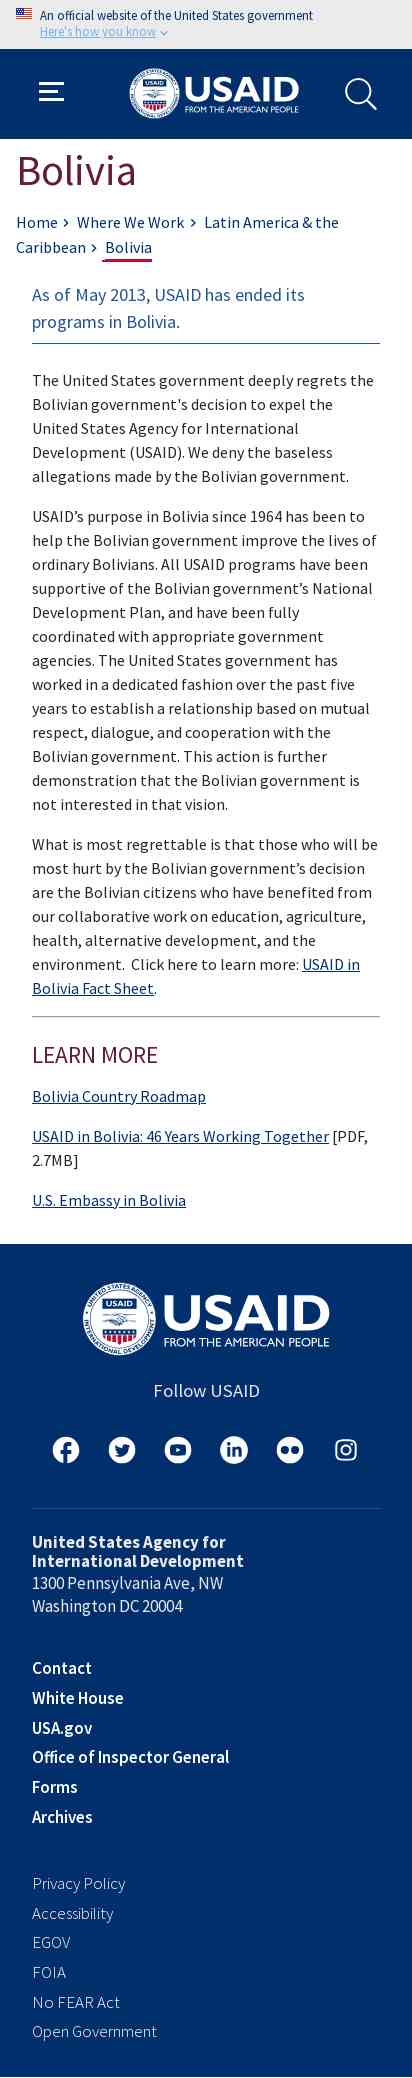 An official website of the United States government
Here's how you know
USAID
FROM THE AMERICAN PEOPLE
Bolivia
Home > Where We Work > Latin America & the
Caribbean > Bolivia
As of May 2013, USAID has ended its
programs in Bolivia.
The United States government deeply regrets the
Bolivian government's decision to expel the
United States Agency for International
Development (USAID). We deny the baseless
allegations made by the Bolivian government.
USAID’s purpose in Bolivia since 1964 has been to
help the Bolivian government improve the lives of
ordinary Bolivians. All USAID programs have been
supportive of the Bolivian government’s National
Development Plan, and have been fully
coordinated with appropriate government
agencies. The United States government has
worked in a dedicated fashion over the past five
years to establish a relationship based on mutual
respect, dialogue, and cooperation with the
Bolivian government. This action is further
demonstration that the Bolivian government is
not interested in that vision.
What is most regrettable is that those who will be
most hurt by the Bolivian government’s decision
are the Bolivian citizens who have benefited from
our collaborative work on education, agriculture,
health, alternative development, and the
environment.  Click here to learn more: USAID in
Bolivia Fact Sheet.
LEARN MORE
Bolivia Country Roadmap
USAID in Bolivia: 46 Years Working Together [PDF,
2.7MB]
U.S. Embassy in Bolivia
UNITED STATES AGENCY
USAID
INTERNATIONAL DEVELOPMENT
USAID
FROM THE AMERICAN PEOPLE
Follow USAID
United States Agency for
International Development
1300 Pennsylvania Ave, NW
Washington DC 20004
Contact
White House
USA.gov
Office of Inspector General
Forms
Archives
Privacy Policy
Accessibility
EGOV
FOIA
No FEAR Act
Open Government